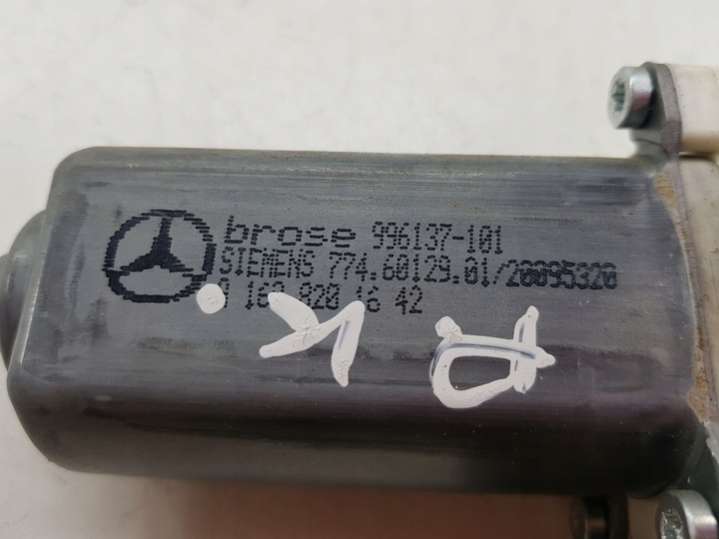 brose 996137-101
SIEMENS 774.60129.01/20095320
A 163 820 16 42